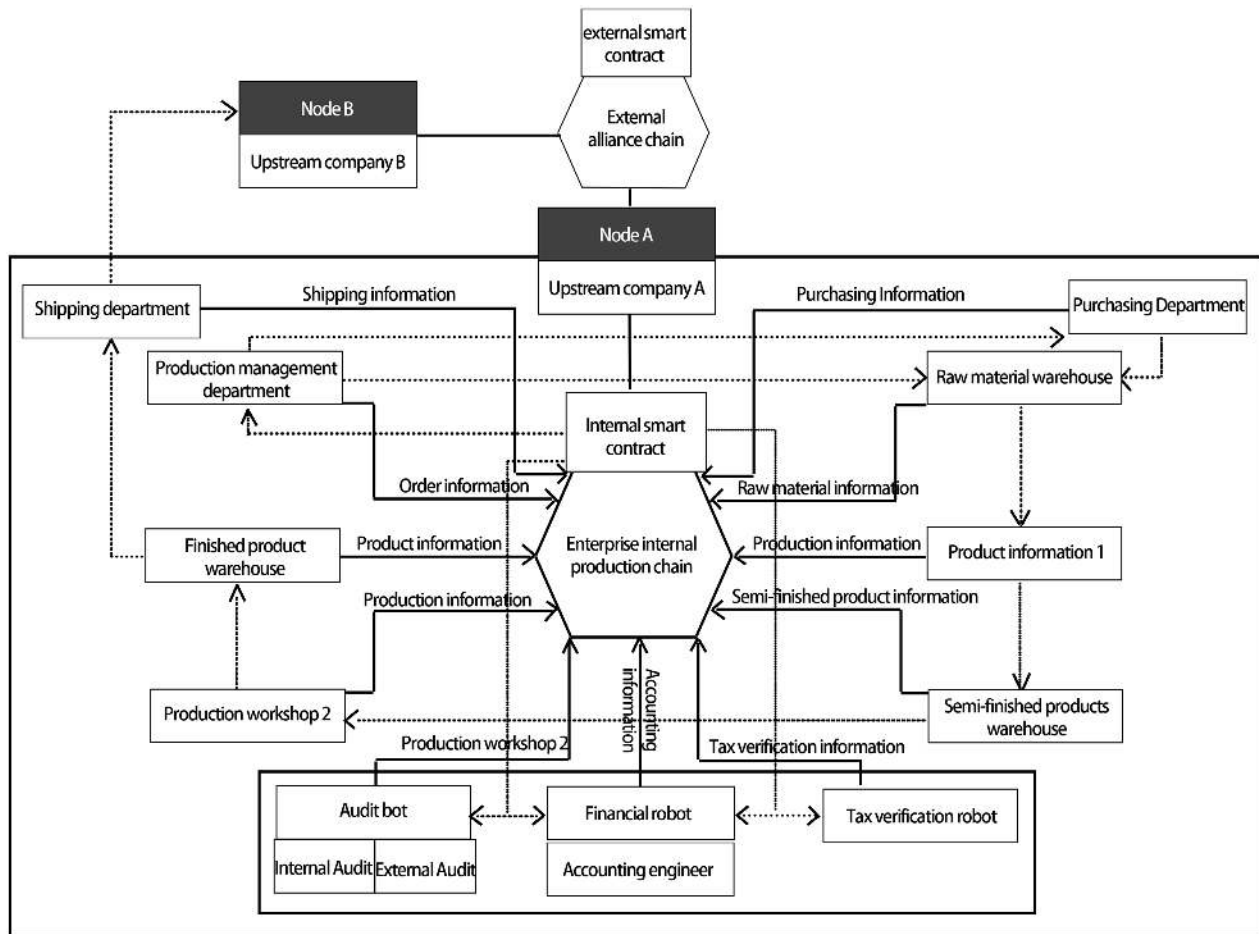 external smart
contract
Node B
External
alliance chain
Upstream company B
Node A
Upstream company A
Shipping department
Shipping information
Purchasing Information
Purchasing Department
Production management
department
Raw material warehouse
Internal smart
contract
Order information
Raw material information
Finished product
warehouse
Product information
Enterprise internal
production chain
Production information
Product information 1
Production information
Semi-finished product information
Accounting
information
Production workshop 2
Semi-finished products
warehouse
Production workshop 2
Tax verification information
Audit bot
Financial robot
Tax verification robot
Internal Audit
External Audit
Accounting engineer